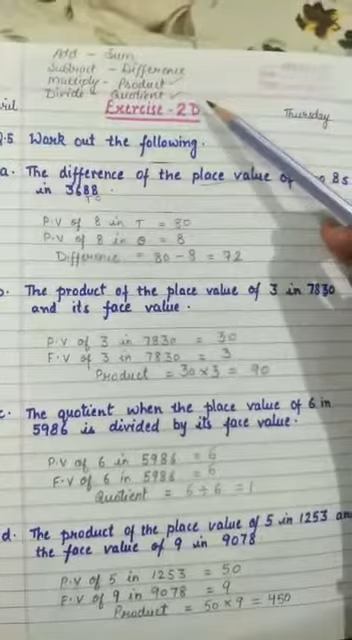 Add - Sum
Subtract - Difference
Multiply - Product
Divide - Quotient
Exercise - 2D
Thursday
Q.5 Work out the following.
a. The difference of the place value of 8s
in 3688.
P.V of 8 in T = 80
P.V of 8 in O = 8
Difference = 80 - 8 = 72
The product of the place value of 3 in 7830
and its face value.
P.V of 3 in 7830 = 30
F.V of 3 in 7830 = 3
Product = 30 × 3 = 90
c. The quotient when the place value of 6 in
5986 is divided by its face value.
P.V of 6 in 5986 = 6
F.V of 6 in 5986 = 6
Quotient = 6 ÷ 6 = 1
d. The product of the place value of 5 in 1253 an
the face value of 9 in 9078
P.V of 5 in 1253 = 50
F.V of 9 in 9078 = 9
Product = 50 × 9 = 450